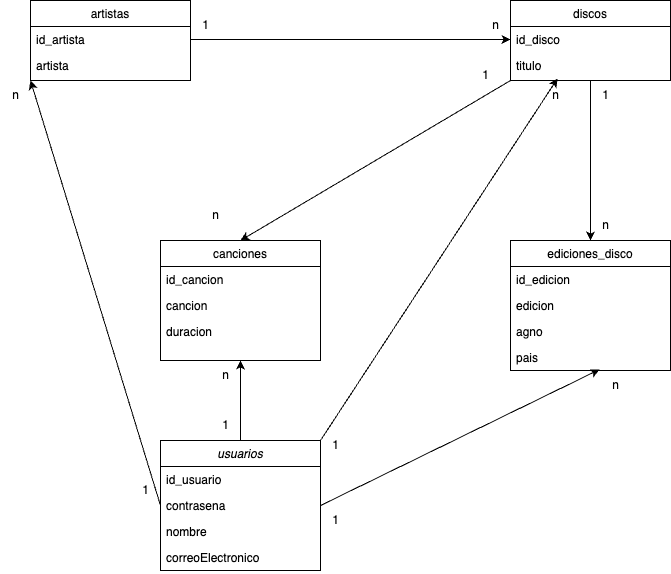 artistas
id_artista
artista
1
n
discos
id_disco
titulo
n
1
n
1
n
n
canciones
id_cancion
cancion
duracion
ediciones_disco
id_edicion
edicion
agno
pais
n
n
1
1
usuarios
id_usuario
contrasena
nombre
correoElectronico
1
1